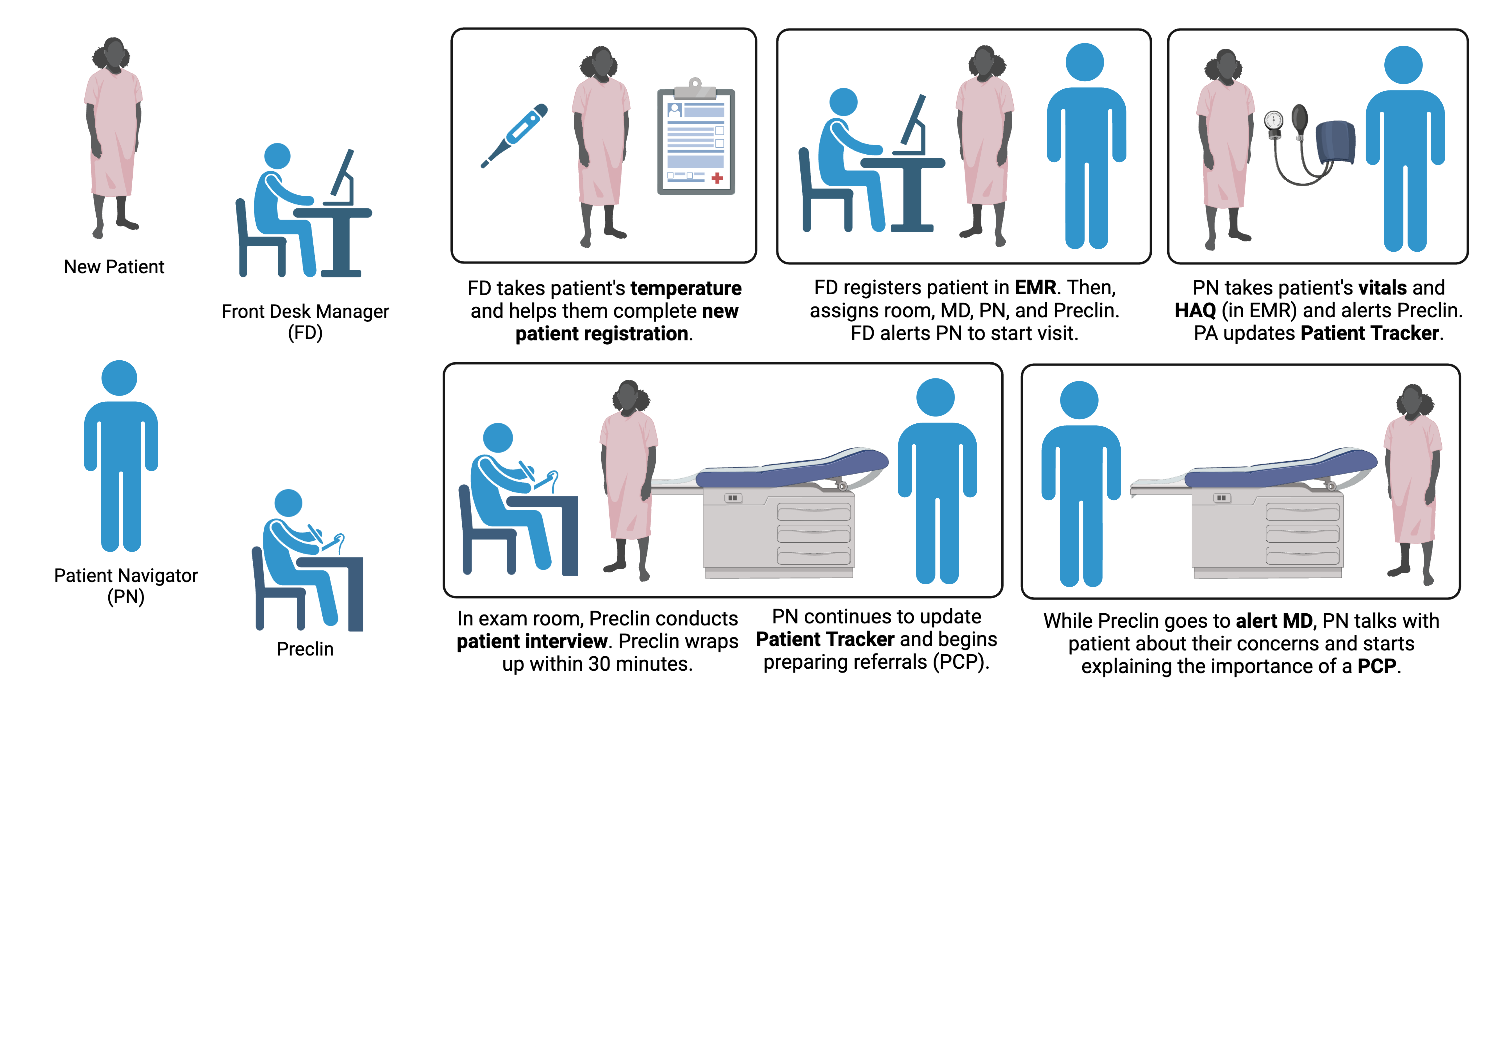 New Patient
Front Desk Manager
(FD)
FD takes patient's temperature
and helps them complete new
patient registration.
FD registers patient in EMR. Then,
assigns room, MD, PN, and Preclin.
FD alerts PN to start visit.
PN takes patient's vitals and
HAQ (in EMR) and alerts Preclin.
PA updates Patient Tracker.
Patient Navigator
(PN)
Preclin
In exam room, Preclin conducts
patient interview. Preclin wraps
up within 30 minutes.
PN continues to update
Patient Tracker and begins
preparing referrals (PCP).
While Preclin goes to alert MD, PN talks with
patient about their concerns and starts
explaining the importance of a PCP.